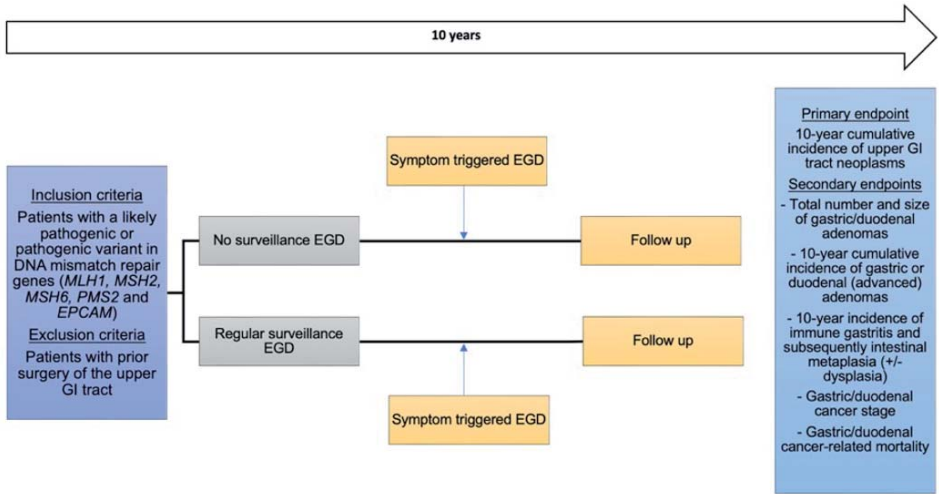 10 years
Inclusion criteria
Patients with a likely
pathogenic or
pathogenic variant in
DNA mismatch repair
genes (MLH1, MSH2,
MSH6, PMS2 and
EPCAM)
Exclusion criteria
Patients with prior
surgery of the upper
GI tract
Symptom triggered EGD
No surveillance EGD
Follow up
Regular surveillance
EGD
Follow up
Symptom triggered EGD
Primary endpoint
10-year cumulative
incidence of upper GI
tract neoplasms
Secondary endpoints
- Total number and size
of gastric/duodenal
adenomas
- 10-year cumulative
incidence of gastric or
duodenal (advanced)
adenomas
- 10-year incidence of
immune gastritis and
subsequently intestinal
metaplasia (+/-
dysplasia)
- Gastric/duodenal
cancer stage
- Gastric/duodenal
cancer-related mortality